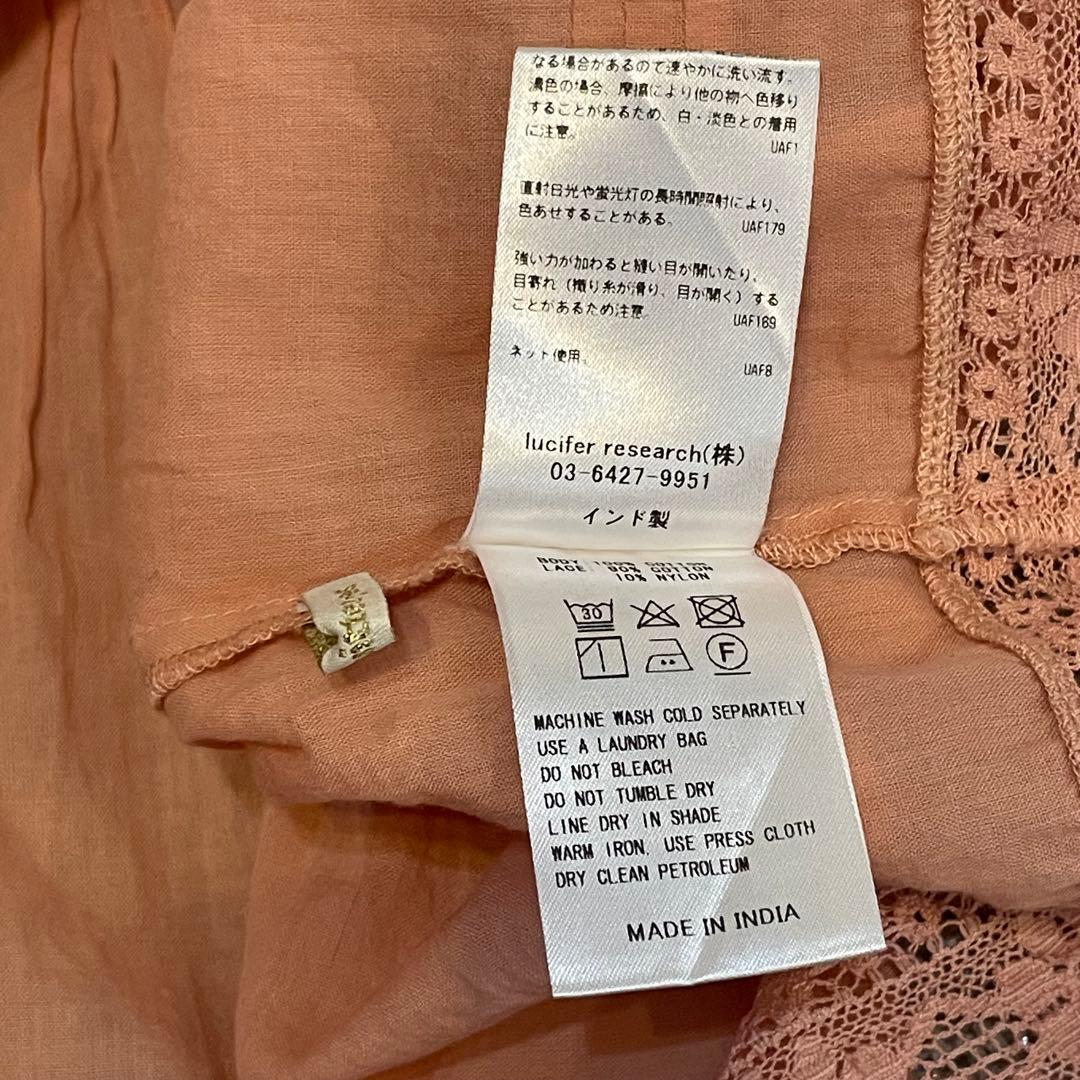 なる場合があるので速やかに洗い流す。
濃色の場合、摩擦により他の物へ色移り
することがあるため、白・淡色との着用
に注意。
UAF1
直射日光や蛍光灯の長時間照射により、
色あせすることがある。
UAF179
強い力が加わると縫い目が開いたり、
目寄れ（織り糸が滑り、目が開く）する
ことがあるため注意。
UAF169
ネット使用。
UAF8
lucifer research(株)
03-6427-9951
インド製
BODY 100% COTTON
LACE 90% COTTON
10% NYLON
30
F
MACHINE WASH COLD SEPARATELY
USE A LAUNDRY BAG
DO NOT BLEACH
DO NOT TUMBLE DRY
LINE DRY IN SHADE
WARM IRON, USE PRESS CLOTH
DRY CLEAN PETROLEUM
MADE IN INDIA